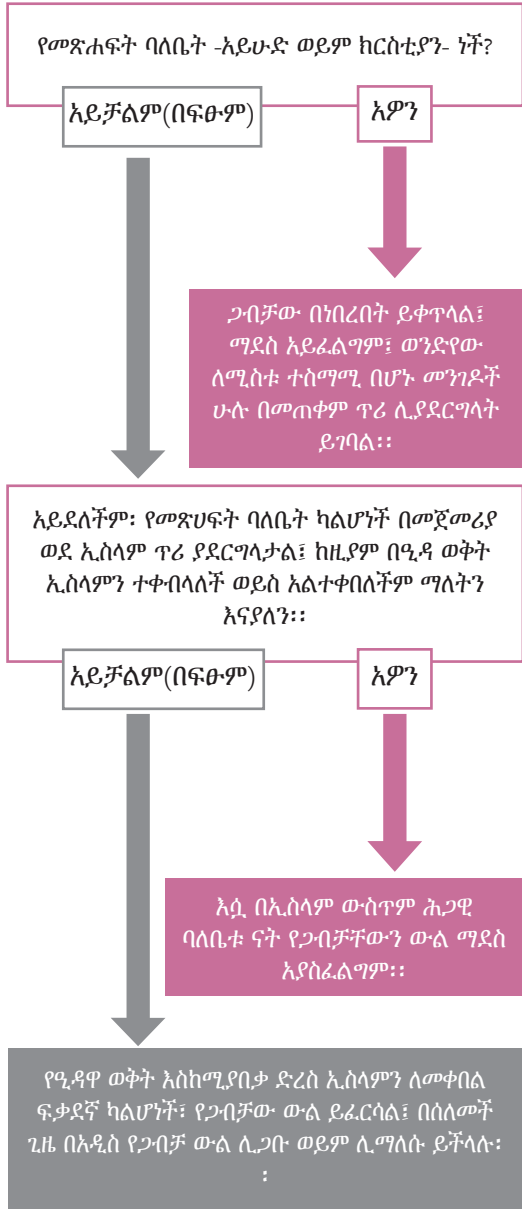 የመጽሐፍት ባለቤት -አይሁድ ወይም ክርስቲያን- ነች?
አይቻልም(በፍፁም)
አዎን
ጋብቻው በነበረበት ይቀጥላል፤
ማደስ አይፈልግም፤ ወንድየው
ለሚስቱ ተስማሚ በሆኑ መንገዶች
ሁሉ በመጠቀም ጥሪ ሊያደርግላት
ይገባል፡፡
አይደለችም፡ የመጽሀፍት ባለቤት ካልሆነች በመጀመሪያ
ወደ ኢስላም ጥሪ ያደርግላታል፤ ከዚያም በዒዳ ወቅት
ኢስላምን ተቀብላለች ወይስ አልተቀበለችም ማለትን
እናያለን፡፡
አይቻልም(በፍፁም)
አዎን
እሷ በኢስላም ውስጥም ሕጋዊ
ባለቤቱ ናት የጋብቻቸውን ውል ማደስ
አያስፈልግም፡፡
የዒዳዋ ወቅት እስከሚያበቃ ድረስ ኢስላምን ለመቀበል
ፍቃደኛ ካልሆነች፣ የጋብቻው ውል ይፈርሳል፤ በሰለመች
ጊዜ በአዲስ የጋብቻ ውል ሊጋቡ ወይም ሊማለሱ ይችላሉ፡
፡